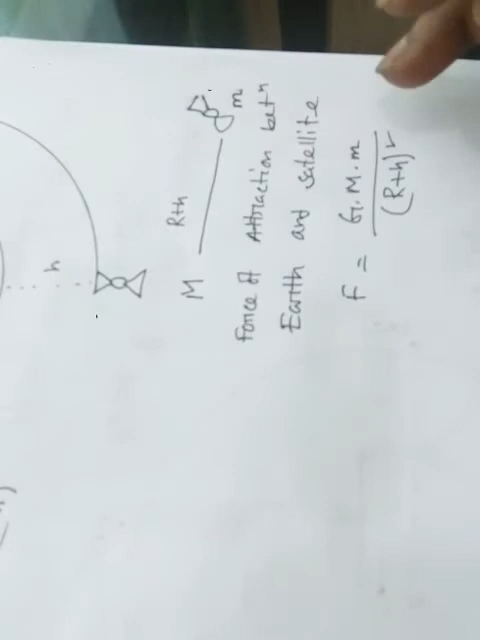 h
M R+h m
Force of Attraction betⁿ
Earth and satellite
F = G.M.m / (R+h)²